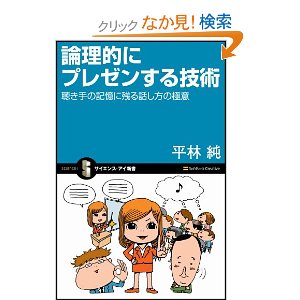 クリック なか見!検索
論理的に
プレゼンする技術
聴き手の記憶に残る話し方の極意
平林 純
サイエンス・アイ新書
SoftBank Creative